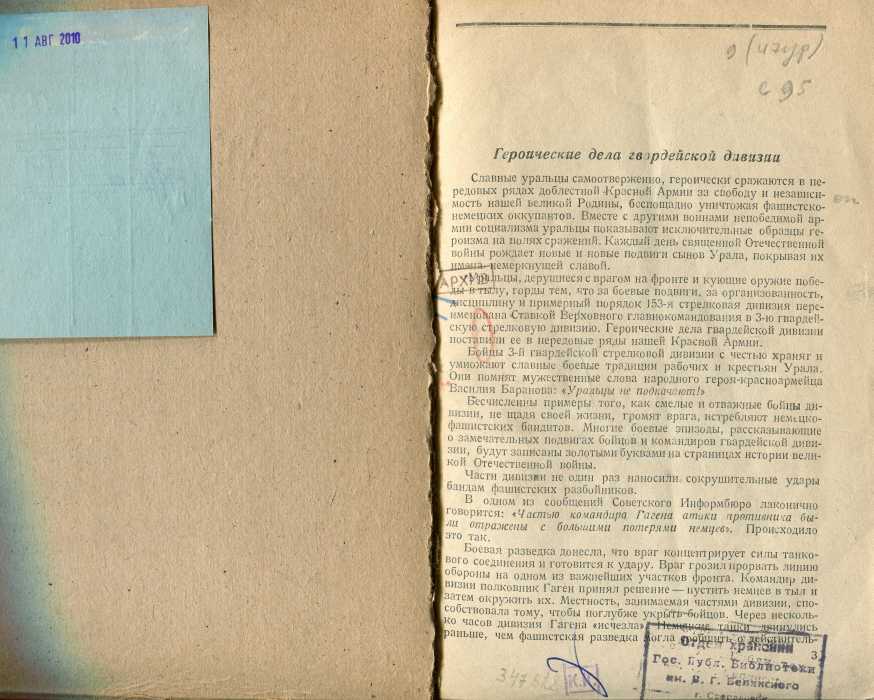 11 АВГ 2010
с 95
Героические дела гвардейской дивизии
Славные уральцы самоотверженно, героически сражаются в пе-
редовых рядах доблестной Красной Армии за свободу и независи-
мость нашей великой Родины, беспощадно уничтожая фашистско-
немецких оккупантов. Вместе с другими воинами непобедимой ар-
мии социализма уральцы показывают исключительные образцы ге-
роизма на полях сражений. Каждый день священной Отечественной
войны рождает новые и новые подвиги сынов Урала, покрывая их
имена немеркнущей славой.
АРХИВ
Уральцы, дерущиеся с врагом на фронте и кующие оружие побе-
ды в тылу, горды тем, что за боевые подвиги, за организованность,
дисциплину и примерный порядок 153-я стрелковая дивизия пере-
именована Ставкой Верховного главнокомандования в 3-ю гвардей-
скую стрелковую дивизию. Героические дела гвардейской дивизии
поставили ее в передовые ряды нашей Красной Армии.
Бойцы 3-й гвардейской стрелковой дивизии с честью хранят и
умножают славные боевые традиции рабочих и крестьян Урала.
Они помнят мужественные слова народного героя-красноармейца
Василия Баранова: «Уральцы не подкачают!»
Бесчисленны примеры того, как смелые и отважные бойцы ди-
визии, не щадя своей жизни, громят врага, истребляют немецко-
фашистских бандитов. Многие боевые эпизоды, рассказывающие
о замечательных подвигах бойцов и командиров гвардейской диви-
зии, будут записаны золотыми буквами на страницах истории вели-
кой Отечественной войны.
Части дивизии не один раз наносили сокрушительные удары
бандам фашистских разбойников.
В одном из сообщений Советского Информбюро лаконично
говорится: «Частью командира Гагена атаки противника бы-
ли отражены с большими потерями немцев». Происходило
это так.
Боевая разведка донесла, что враг концентрирует силы танко-
вого соединения и готовится к удару. Враг грозил прорвать линию
обороны на одном из важнейших участков фронта. Командир ди-
визии полковник Гаген принял решение — пустить немцев в тыл и
затем окружить их. Местность, занимаемая частями дивизии, спо-
собствовала тому, чтобы поглубже укрыть бойцов. Через несколь-
ко часов дивизия Гагена «исчезла». Немецкие танки двинулись
раньше, чем фашистская разведка могла сообщить о действитель-
3
Отдел хранения
Гос. Публ. Библиотеки
им. В. Г. Белинского